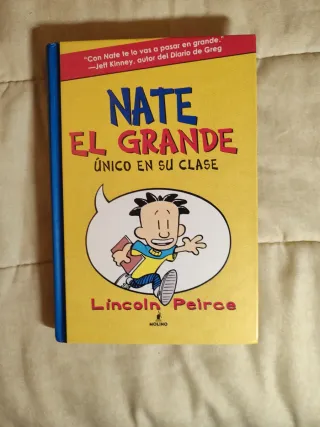 "Con Nate te lo vas a pasar en grande."
—Jeff Kinney, autor del Diario de Greg
NATE
EL GRANDE
ÚNICO EN SU CLASE
Lincoln Peirce
MOLINO